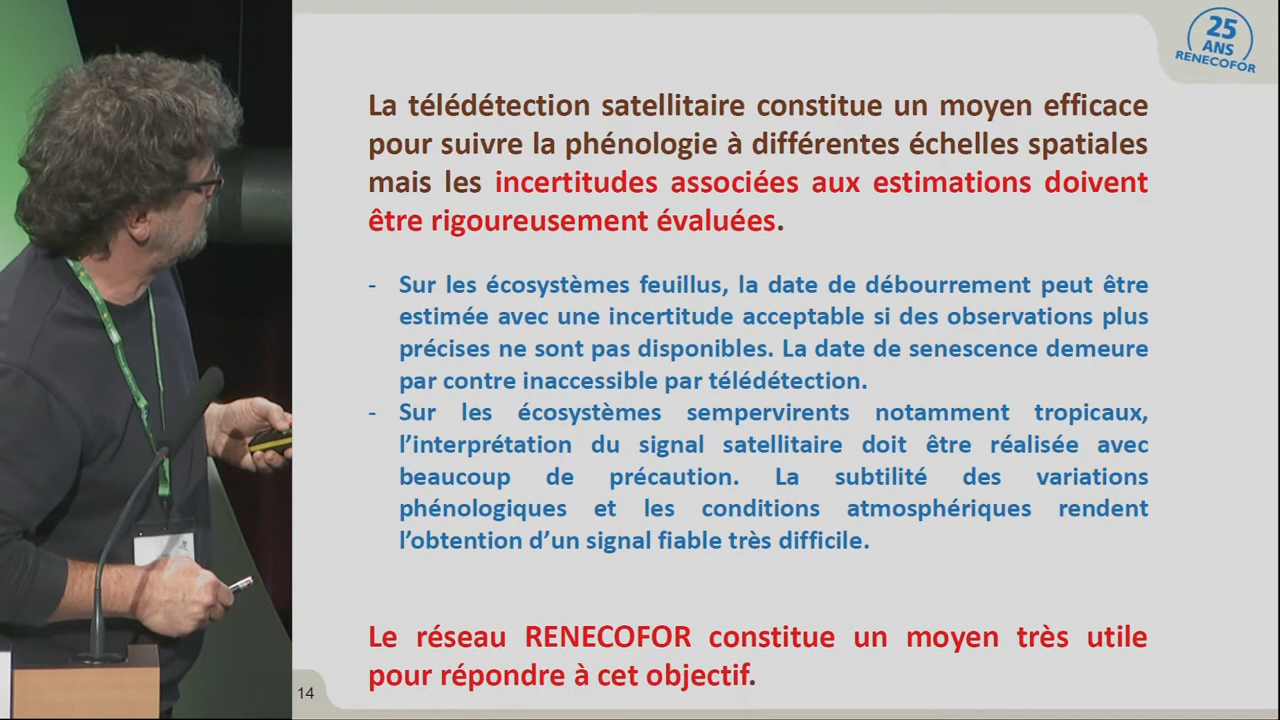 25
ANS
RENECOFOR
La télédétection satellitaire constitue un moyen efficace
pour suivre la phénologie à différentes échelles spatiales
mais les incertitudes associées aux estimations doivent
être rigoureusement évaluées.
- Sur les écosystèmes feuillus, la date de débourrement peut être
estimée avec une incertitude acceptable si des observations plus
précises ne sont pas disponibles. La date de senescence demeure
par contre inaccessible par télédétection.
- Sur les écosystèmes sempervirents notamment tropicaux,
l’interprétation du signal satellitaire doit être réalisée avec
beaucoup de précaution. La subtilité des variations
phénologiques et les conditions atmosphériques rendent
l’obtention d’un signal fiable très difficile.
Le réseau RENECOFOR constitue un moyen très utile
pour répondre à cet objectif.
14